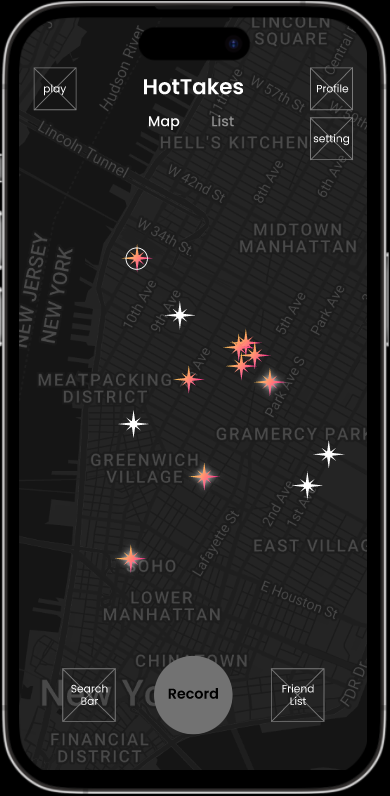 LINCOLN
SQUARE
Hudson River
Central
play
HotTakes
Profile
11th
W 57th St
Map
List
setting
Lincoln Tunnel
HELL'S KITCHEN
W 42nd St
8th Ave
6th Ave
W 34th St
MIDTOWN
MANHATTAN
NEW JERSEY
NEW YORK
10th Ave
9th Ave
5th Ave
Park Ave
Ave
MEATPACKING
DISTRICT
Park Ave S
GRAMERCY PARK
GREENWICH
VILLAGE
2nd Ave
1st Ave
Lafayette St
EAST VILLAG
SOHO
E Houston St
LOWER
MANHATTAN
CHINATOWN
New Yo
Search
Bar
Record
Friend
List
FDR Dr
FINANCIAL
DISTRICT